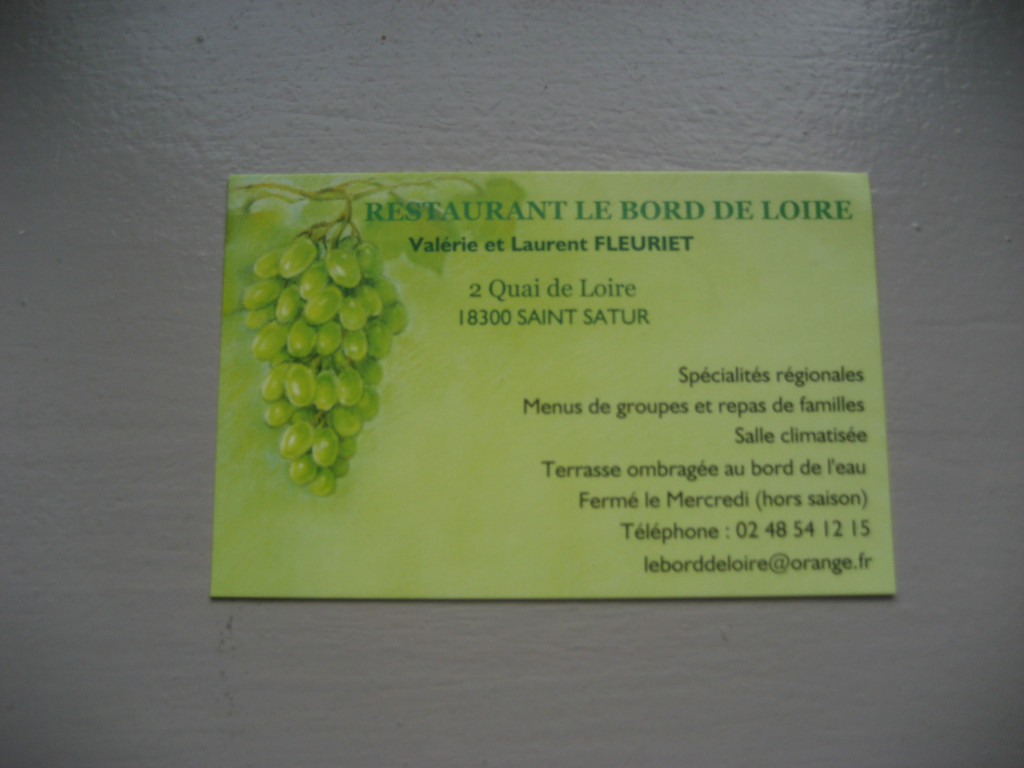 RESTAURANT LE BORD DE LOIRE
Valérie et Laurent FLEURIET
2 Quai de Loire
18300 SAINT SATUR
Spécialités régionales
Menus de groupes et repas de familles
Salle climatisée
Terrasse ombragée au bord de l'eau
Fermé le Mercredi (hors saison)
Téléphone : 02 48 54 12 15
leborddeloire@orange.fr